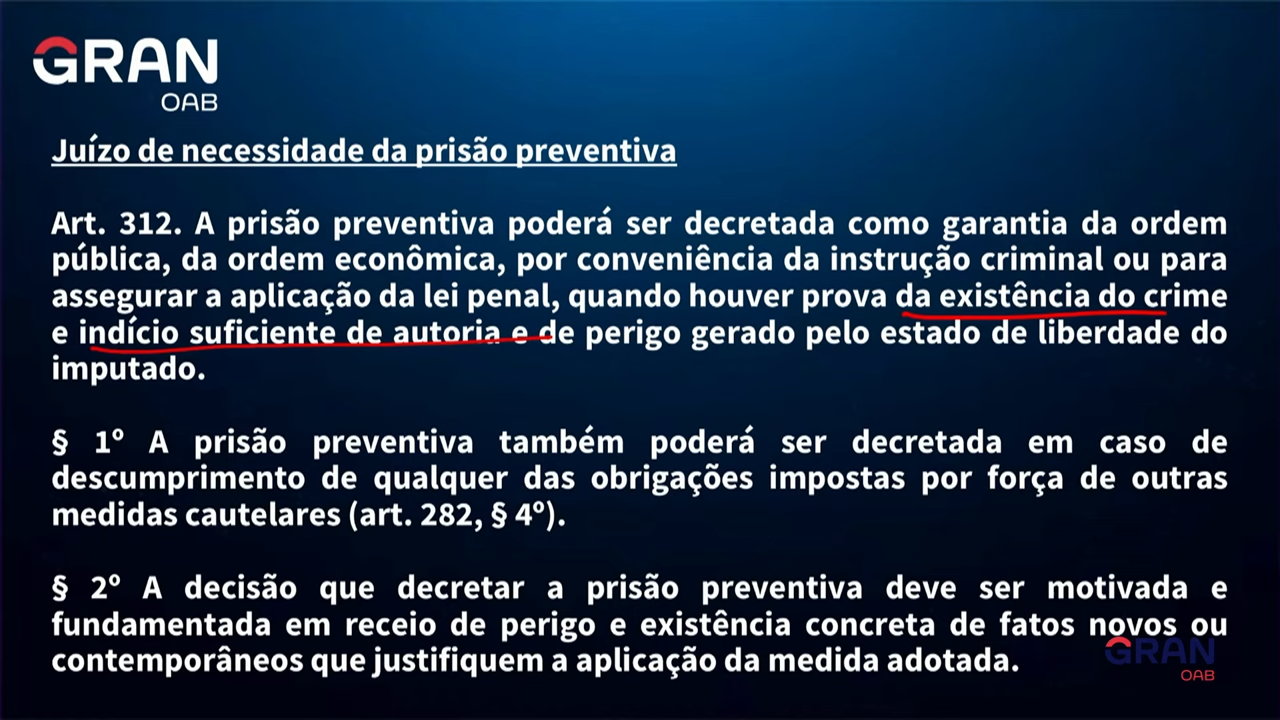 GRAN
OAB
Juízo de necessidade da prisão preventiva
Art. 312. A prisão preventiva poderá ser decretada como garantia da ordem
pública, da ordem econômica, por conveniência da instrução criminal ou para
assegurar a aplicação da lei penal, quando houver prova da existência do crime
e indício suficiente de autoria e de perigo gerado pelo estado de liberdade do
imputado.
§ 1º A prisão preventiva também poderá ser decretada em caso de
descumprimento de qualquer das obrigações impostas por força de outras
medidas cautelares (art. 282, § 4º).
§ 2º A decisão que decretar a prisão preventiva deve ser motivada e
fundamentada em receio de perigo e existência concreta de fatos novos ou
contemporâneos que justifiquem a aplicação da medida adotada.
GRAN
OAB